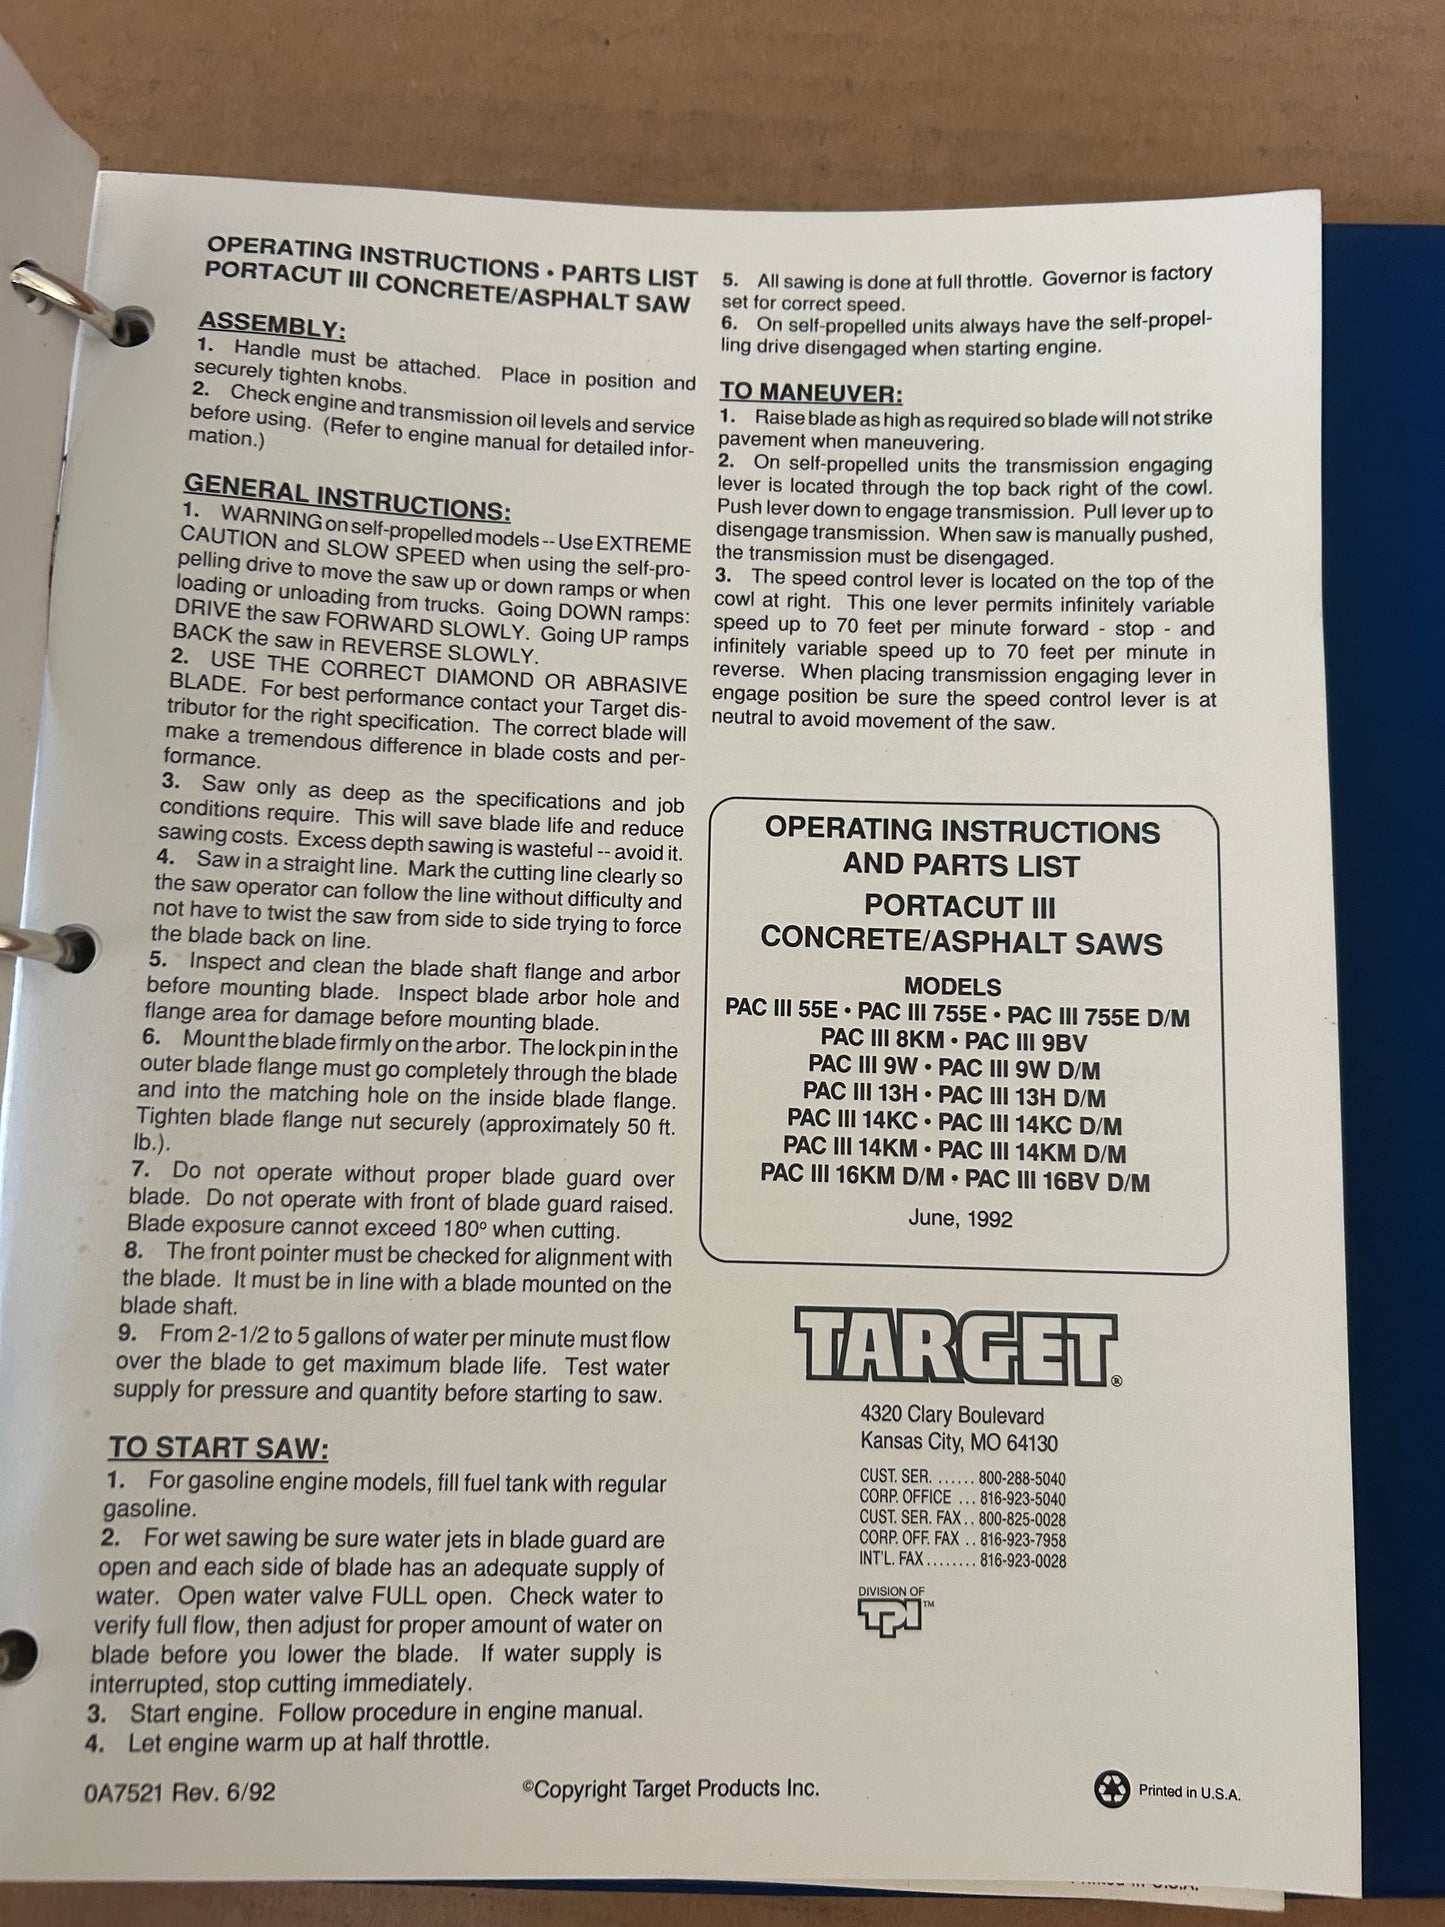 OPERATING INSTRUCTIONS • PARTS LIST
PORTACUT III CONCRETE/ASPHALT SAW
ASSEMBLY:
1. Handle must be attached. Place in position and
securely tighten knobs.
2. Check engine and transmission oil levels and service
before using. (Refer to engine manual for detailed infor-
mation.)
GENERAL INSTRUCTIONS:
1. WARNING on self-propelled models -- Use EXTREME
CAUTION and SLOW SPEED when using the self-pro-
pelling drive to move the saw up or down ramps or when
loading or unloading from trucks. Going DOWN ramps:
DRIVE the saw FORWARD SLOWLY. Going UP ramps
BACK the saw in REVERSE SLOWLY.
2. USE THE CORRECT DIAMOND OR ABRASIVE
BLADE. For best performance contact your Target dis-
tributor for the right specification. The correct blade will
make a tremendous difference in blade costs and per-
formance.
3. Saw only as deep as the specifications and job
conditions require. This will save blade life and reduce
sawing costs. Excess depth sawing is wasteful -- avoid it.
4. Saw in a straight line. Mark the cutting line clearly so
the saw operator can follow the line without difficulty and
not have to twist the saw from side to side trying to force
the blade back on line.
5. Inspect and clean the blade shaft flange and arbor
before mounting blade. Inspect blade arbor hole and
flange area for damage before mounting blade.
6. Mount the blade firmly on the arbor. The lock pin in the
outer blade flange must go completely through the blade
and into the matching hole on the inside blade flange.
Tighten blade flange nut securely (approximately 50 ft.
lb.).
7. Do not operate without proper blade guard over
blade. Do not operate with front of blade guard raised.
Blade exposure cannot exceed 180° when cutting.
8. The front pointer must be checked for alignment with
the blade. It must be in line with a blade mounted on the
blade shaft.
9. From 2-1/2 to 5 gallons of water per minute must flow
over the blade to get maximum blade life. Test water
supply for pressure and quantity before starting to saw.
TO START SAW:
1. For gasoline engine models, fill fuel tank with regular
gasoline.
2. For wet sawing be sure water jets in blade guard are
open and each side of blade has an adequate supply of
water. Open water valve FULL open. Check water to
verify full flow, then adjust for proper amount of water on
blade before you lower the blade. If water supply is
interrupted, stop cutting immediately.
3. Start engine. Follow procedure in engine manual.
4. Let engine warm up at half throttle.
5. All sawing is done at full throttle. Governor is factory
set for correct speed.
6. On self-propelled units always have the self-propel-
ling drive disengaged when starting engine.
TO MANEUVER:
1. Raise blade as high as required so blade will not strike
pavement when maneuvering.
2. On self-propelled units the transmission engaging
lever is located through the top back right of the cowl.
Push lever down to engage transmission. Pull lever up to
disengage transmission. When saw is manually pushed,
the transmission must be disengaged.
3. The speed control lever is located on the top of the
cowl at right. This one lever permits infinitely variable
speed up to 70 feet per minute forward - stop - and
infinitely variable speed up to 70 feet per minute in
reverse. When placing transmission engaging lever in
engage position be sure the speed control lever is at
neutral to avoid movement of the saw.
OPERATING INSTRUCTIONS
AND PARTS LIST
PORTACUT III
CONCRETE/ASPHALT SAWS
MODELS
PAC III 55E • PAC III 755E • PAC III 755E D/M
PAC III 8KM • PAC III 9BV
PAC III 9W • PAC III 9W D/M
PAC III 13H • PAC III 13H D/M
PAC III 14KC • PAC III 14KC D/M
PAC III 14KM • PAC III 14KM D/M
PAC III 16KM D/M • PAC III 16BV D/M
June, 1992
TARGET®
4320 Clary Boulevard
Kansas City, MO 64130
CUST. SER. ...... 800-288-5040
CORP. OFFICE ... 816-923-5040
CUST. SER. FAX .. 800-825-0028
CORP. OFF. FAX .. 816-923-7958
INT'L. FAX ........ 816-923-0028
DIVISION OF
TPI™
0A7521 Rev. 6/92
©Copyright Target Products Inc.
Printed in U.S.A.